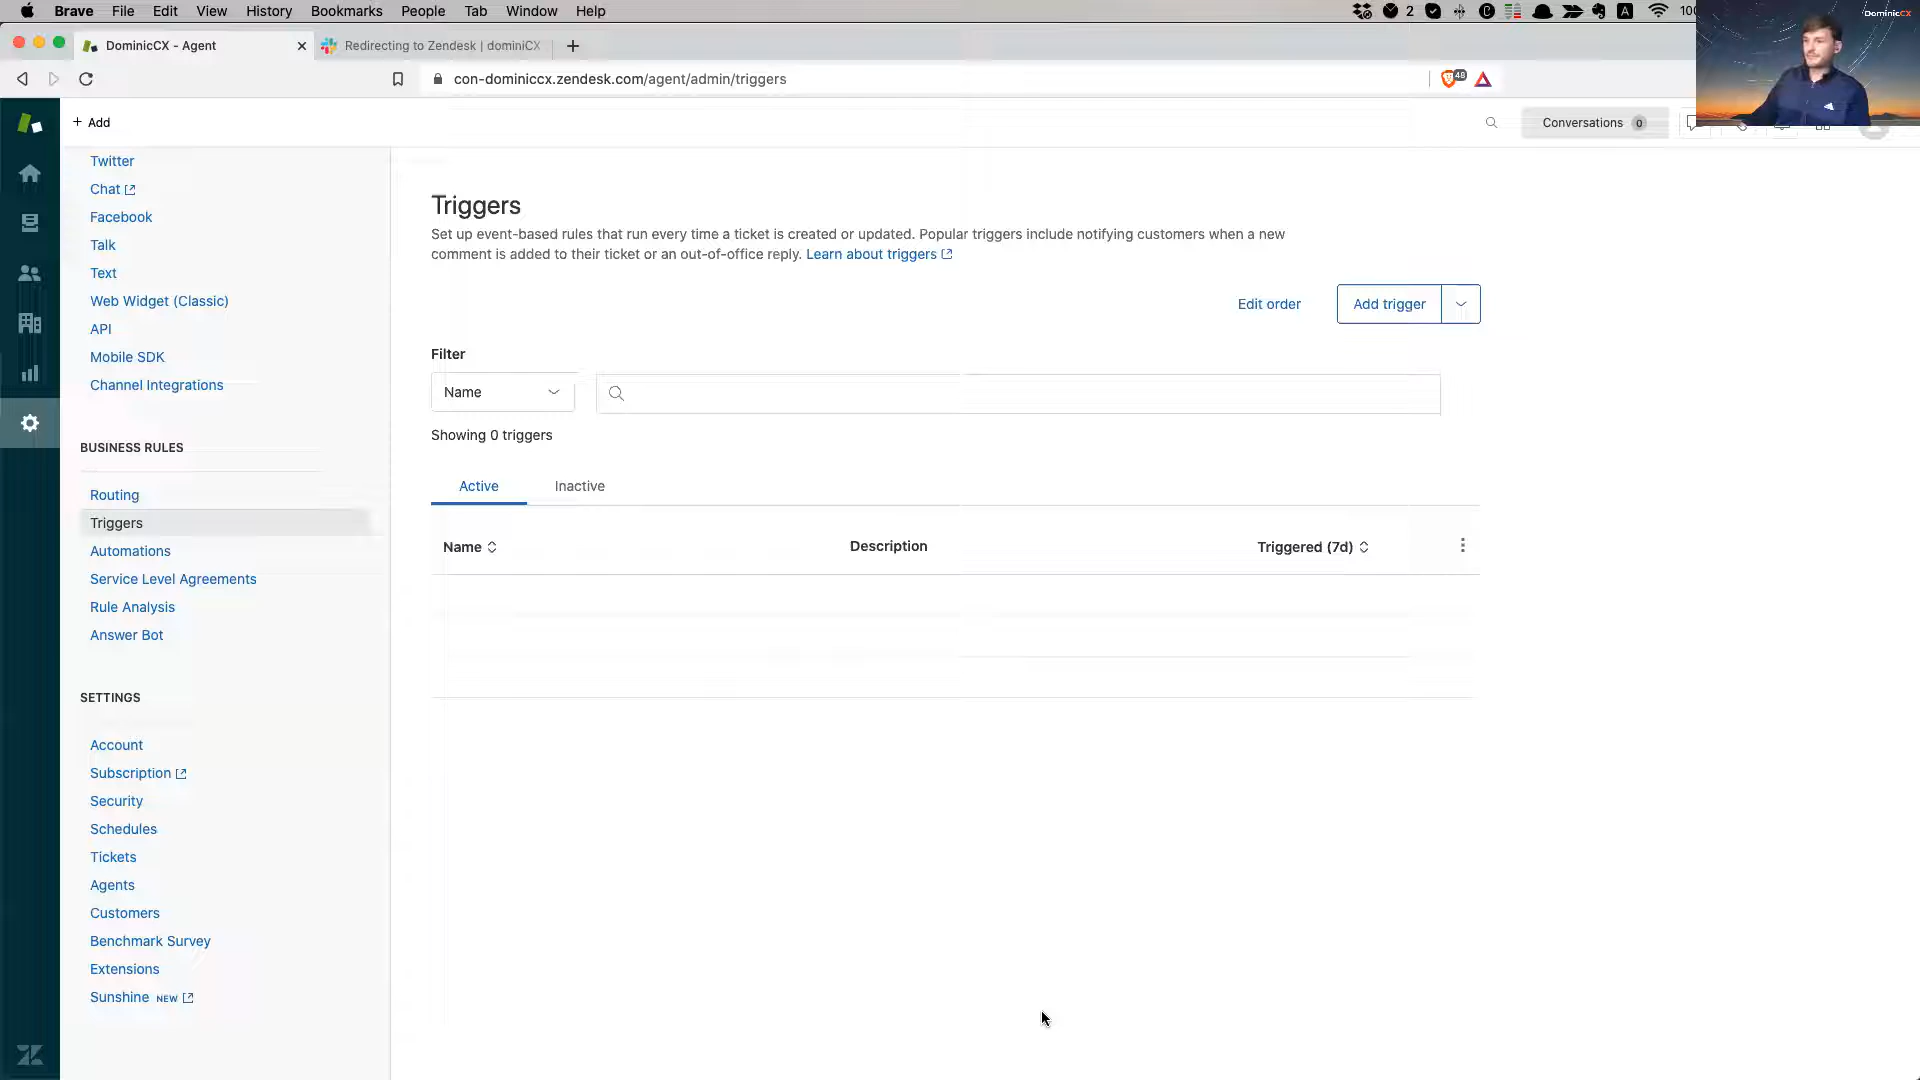 Brave File Edit View History Bookmarks People Tab Window Help
2
DominicCX
DominicCX - Agent
Redirecting to Zendesk | dominiCX
con-dominiccx.zendesk.com/agent/admin/triggers
48
+ Add
Conversations 0
Twitter
Chat
Facebook
Talk
Text
Web Widget (Classic)
API
Mobile SDK
Channel Integrations
BUSINESS RULES
Routing
Triggers
Automations
Service Level Agreements
Rule Analysis
Answer Bot
SETTINGS
Account
Subscription
Security
Schedules
Tickets
Agents
Customers
Benchmark Survey
Extensions
Sunshine NEW
Triggers
Set up event-based rules that run every time a ticket is created or updated. Popular triggers include notifying customers when a new
comment is added to their ticket or an out-of-office reply. Learn about triggers
Edit order
Add trigger
Filter
Name
Showing 0 triggers
Active Inactive
Name Description Triggered (7d)